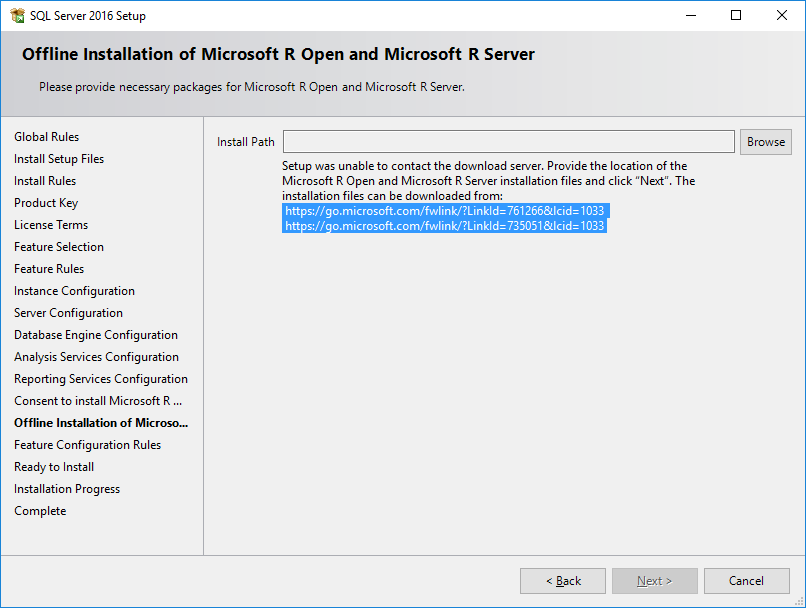 SQL Server 2016 Setup
Offline Installation of Microsoft R Open and Microsoft R Server
Please provide necessary packages for Microsoft R Open and Microsoft R Server.
Global Rules
Install Setup Files
Install Rules
Product Key
License Terms
Feature Selection
Feature Rules
Instance Configuration
Server Configuration
Database Engine Configuration
Analysis Services Configuration
Reporting Services Configuration
Consent to install Microsoft R ...
Offline Installation of Microso...
Feature Configuration Rules
Ready to Install
Installation Progress
Complete
Install Path
Browse
Setup was unable to contact the download server. Provide the location of the
Microsoft R Open and Microsoft R Server installation files and click “Next”. The
installation files can be downloaded from:
https://go.microsoft.com/fwlink/?LinkId=761266&lcid=1033
https://go.microsoft.com/fwlink/?LinkId=735051&lcid=1033
< Back
Next >
Cancel